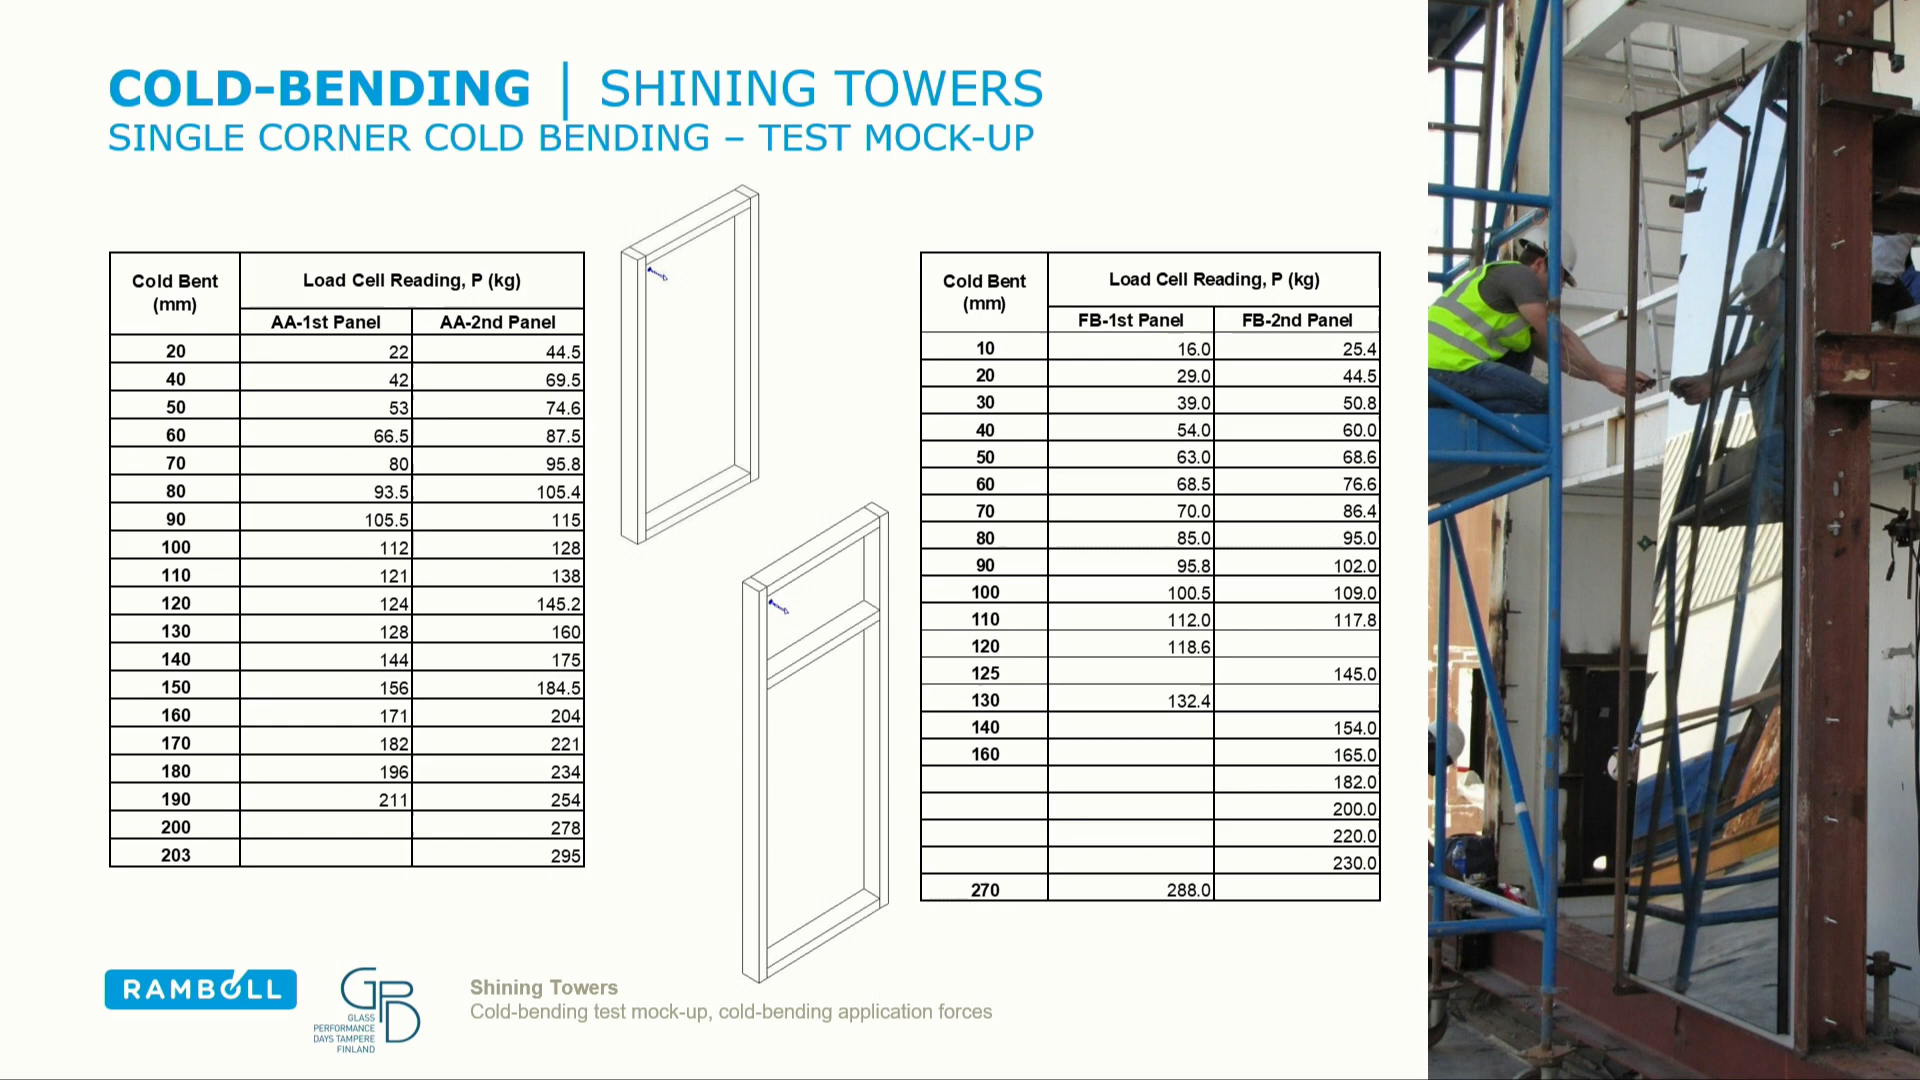 COLD-BENDING | SHINING TOWERS
SINGLE CORNER COLD BENDING – TEST MOCK-UP
Cold Bent (mm) Load Cell Reading, P (kg)
AA-1st Panel AA-2nd Panel
20 22 44.5
40 42 69.5
50 53 74.6
60 66.5 87.5
70 80 95.8
80 93.5 105.4
90 105.5 115
100 112 128
110 121 138
120 124 145.2
130 128 160
140 144 175
150 156 184.5
160 171 204
170 182 221
180 196 234
190 211 254
200 278
203 295
Cold Bent (mm) Load Cell Reading, P (kg)
FB-1st Panel FB-2nd Panel
10 16.0 25.4
20 29.0 44.5
30 39.0 50.8
40 54.0 60.0
50 63.0 68.6
60 68.5 76.6
70 70.0 86.4
80 85.0 95.0
90 95.8 102.0
100 100.5 109.0
110 112.0 117.8
120 118.6
125 145.0
130 132.4
140 154.0
160 165.0
182.0
200.0
220.0
230.0
270 288.0
RAMBOLL
GPD
GLASS
PERFORMANCE
DAYS TAMPERE
FINLAND
Shining Towers
Cold-bending test mock-up, cold-bending application forces